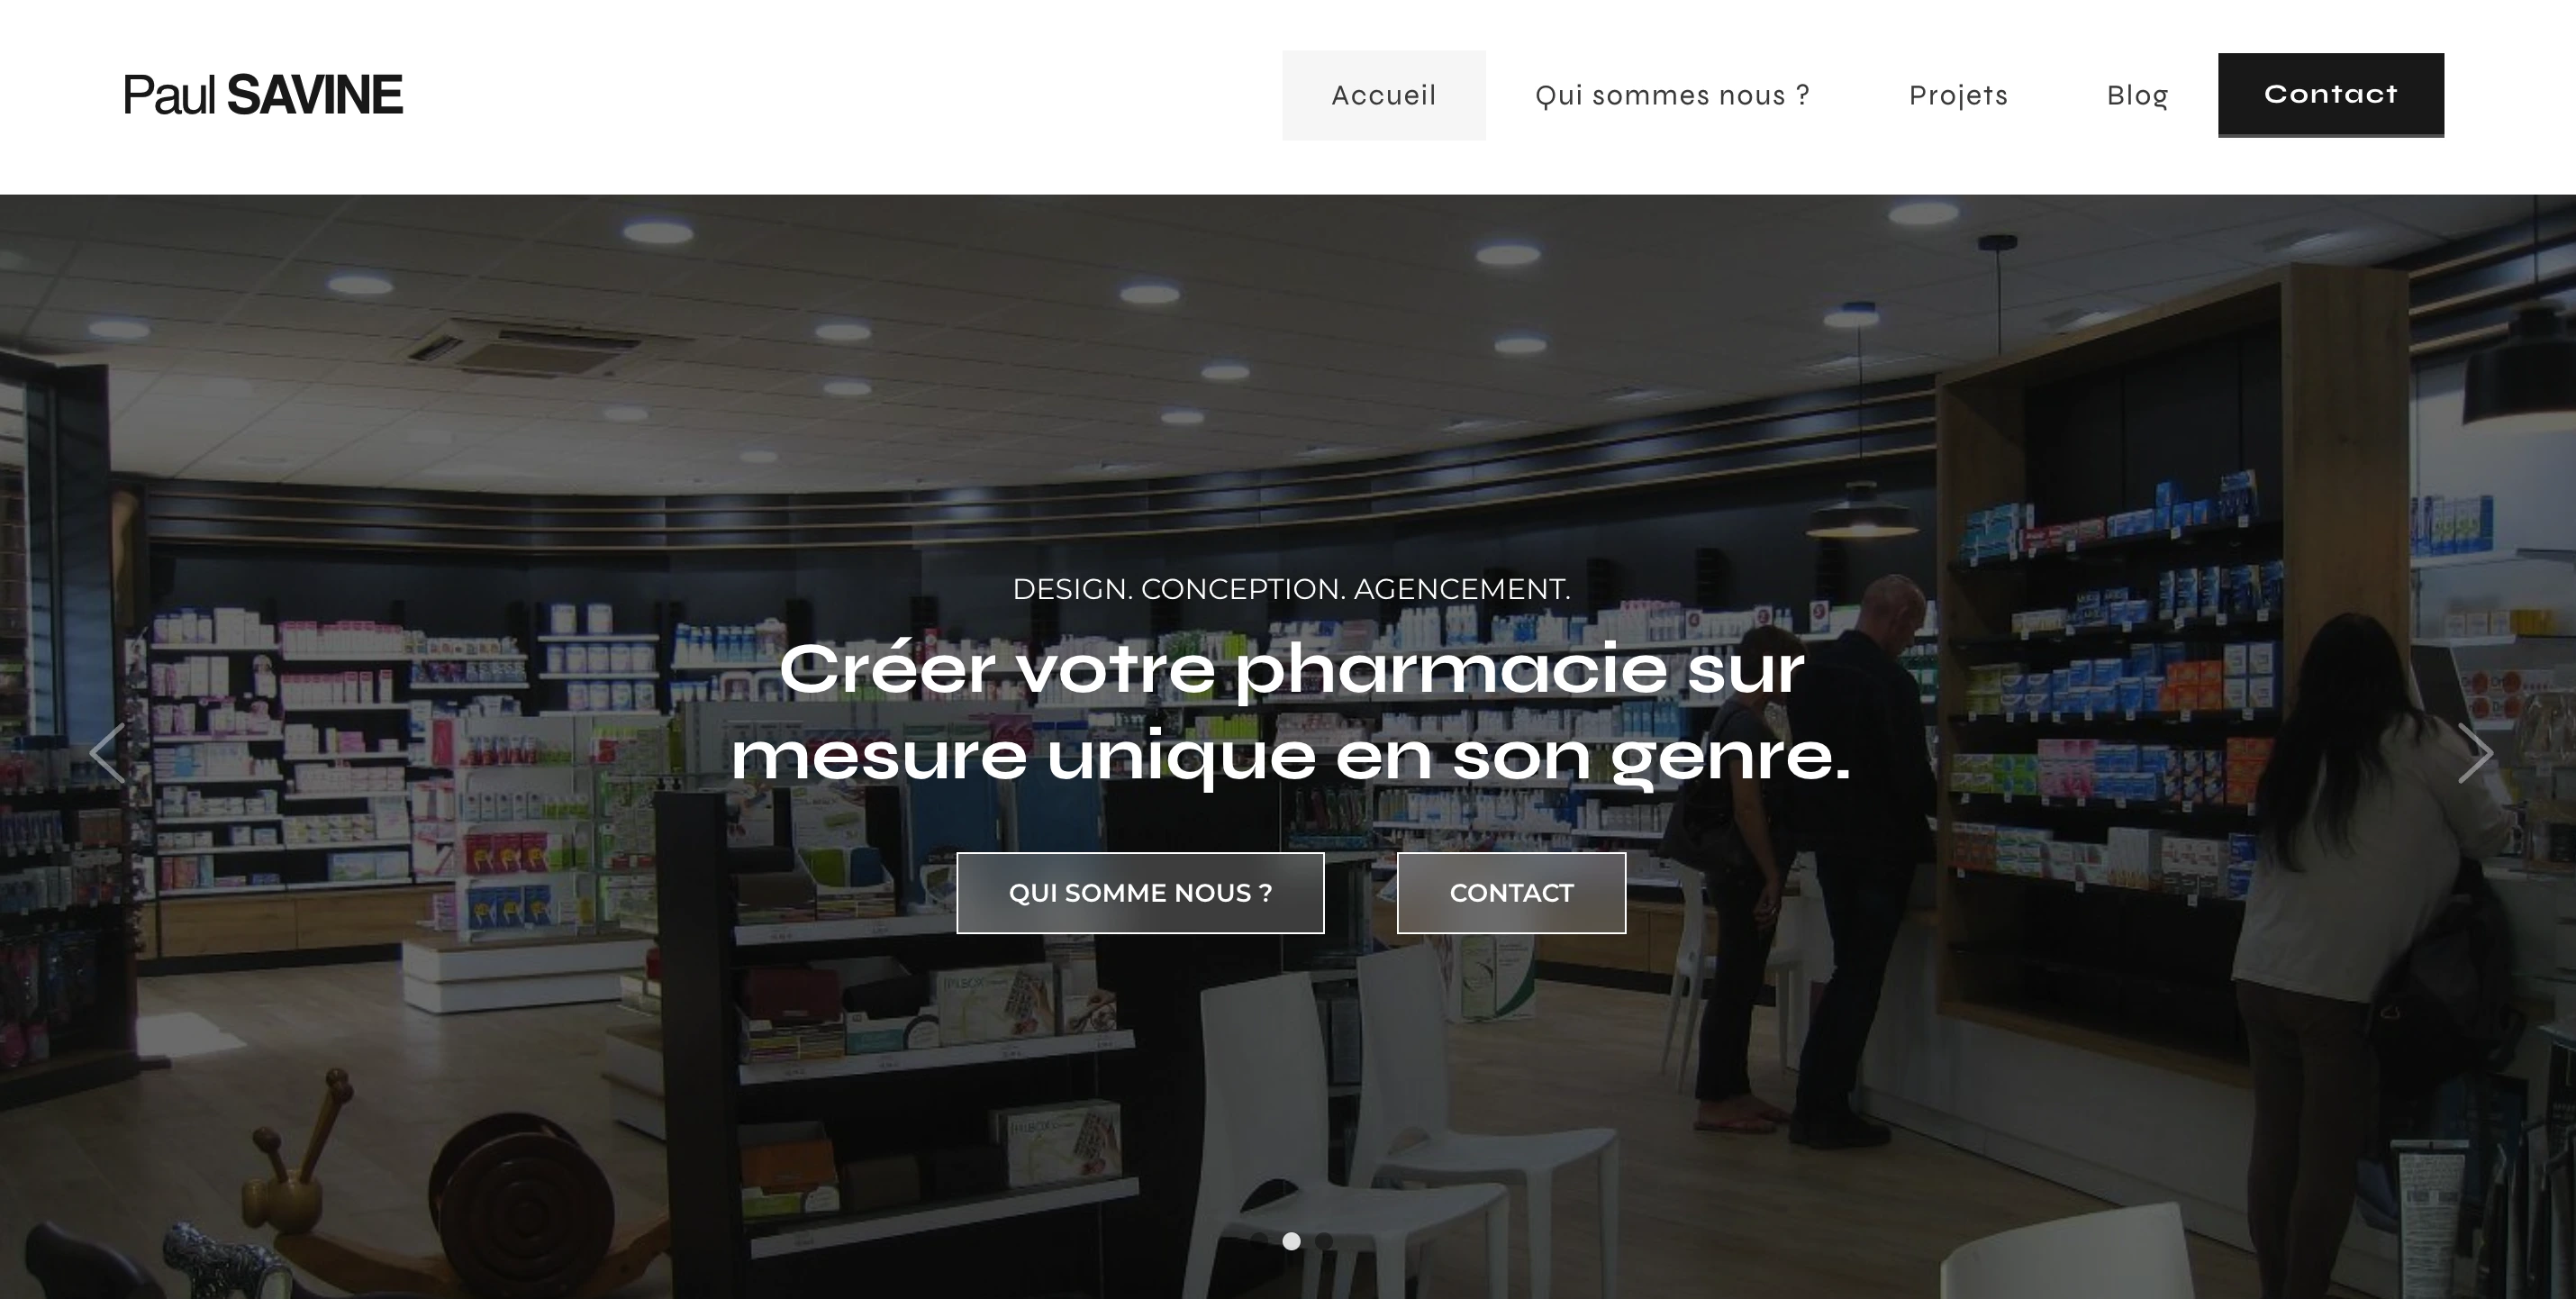 Paul SAVINE
Accueil
Qui sommes nous ?
Projets
Blog
Contact
DESIGN. CONCEPTION. AGENCEMENT.
Créer votre pharmacie sur
mesure unique en son genre.
QUI SOMME NOUS ?
CONTACT